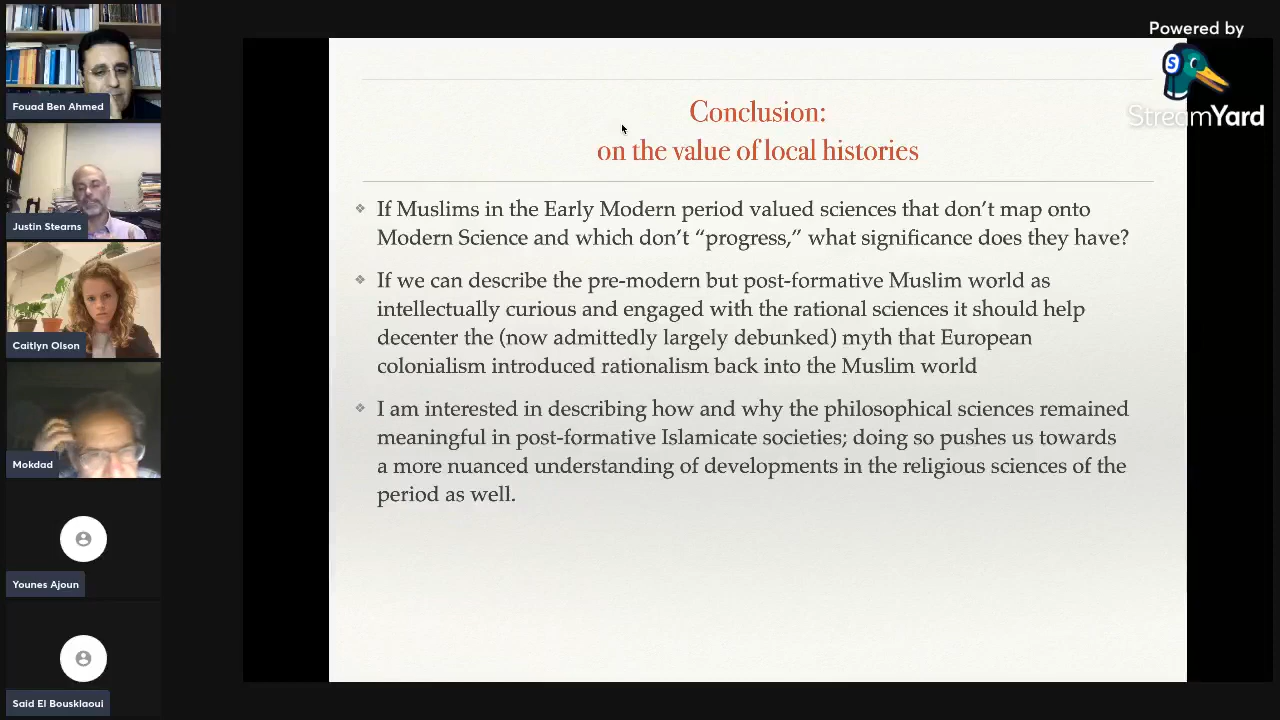 Powered by
StreamYard
Fouad Ben Ahmed
Justin Stearns
Caitlyn Olson
Mokdad
Younes Ajoun
Said El Bousklaoui
Conclusion:
on the value of local histories
❖ If Muslims in the Early Modern period valued sciences that don’t map onto
Modern Science and which don’t “progress,” what significance does they have?
❖ If we can describe the pre-modern but post-formative Muslim world as
intellectually curious and engaged with the rational sciences it should help
decenter the (now admittedly largely debunked) myth that European
colonialism introduced rationalism back into the Muslim world
❖ I am interested in describing how and why the philosophical sciences remained
meaningful in post-formative Islamicate societies; doing so pushes us towards
a more nuanced understanding of developments in the religious sciences of the
period as well.